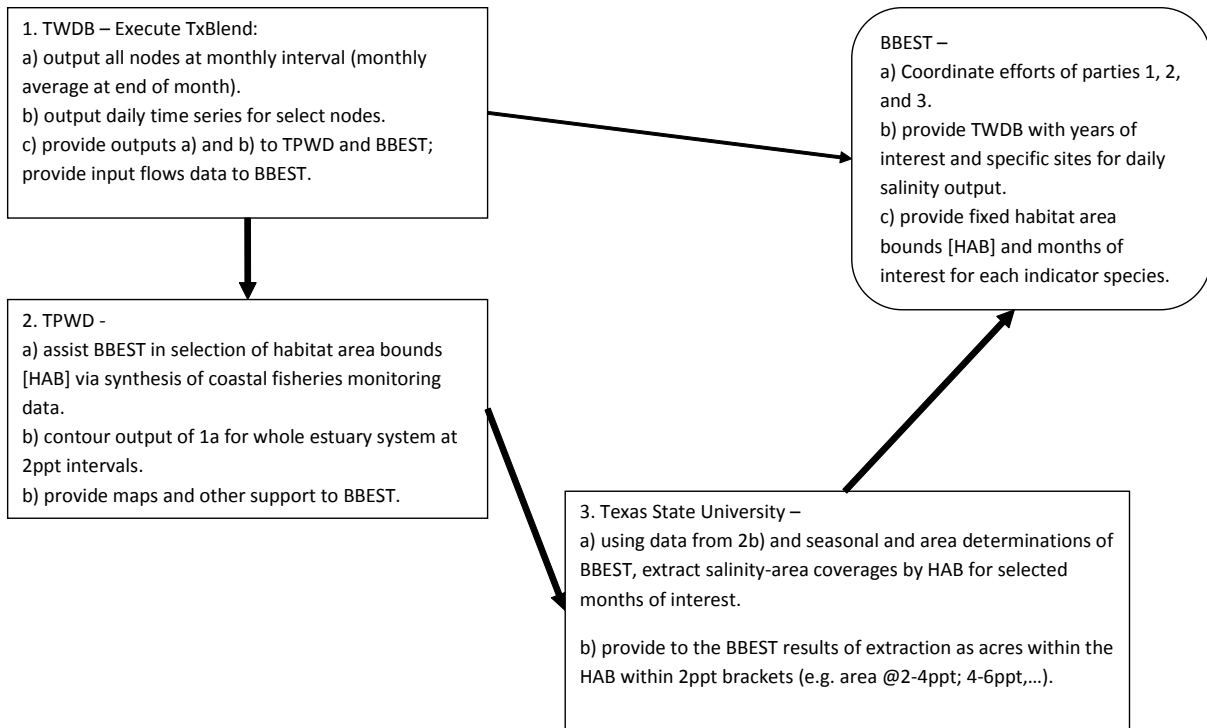 1. TWDB – Execute TxBlend:
a) output all nodes at monthly interval (monthly
average at end of month).
b) output daily time series for select nodes.
c) provide outputs a) and b) to TPWD and BBEST;
provide input flows data to BBEST.
BBEST –
a) Coordinate efforts of parties 1, 2,
and 3.
b) provide TWDB with years of
interest and specific sites for daily
salinity output.
c) provide fixed habitat area
bounds [HAB] and months of
interest for each indicator species.
2. TPWD -
a) assist BBEST in selection of habitat area bounds
[HAB] via synthesis of coastal fisheries monitoring
data.
b) contour output of 1a for whole estuary system at
2ppt intervals.
b) provide maps and other support to BBEST.
3. Texas State University –
a) using data from 2b) and seasonal and area determinations of
BBEST, extract salinity-area coverages by HAB for selected
months of interest.
b) provide to the BBEST results of extraction as acres within the
HAB within 2ppt brackets (e.g. area @2-4ppt; 4-6ppt,...).